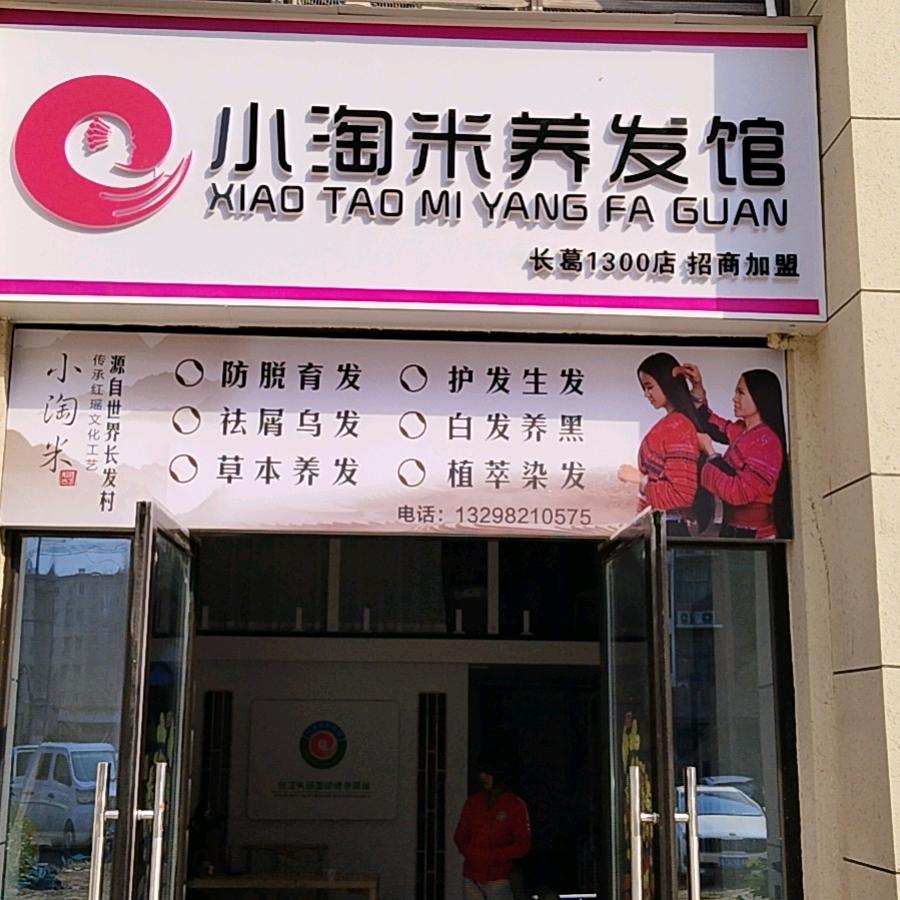 小淘米养发馆
XIAO TAO MI YANG FA GUAN
长葛1300店 招商加盟
小淘米
传承红瑶文化工艺
源自世界长发村
防脱育发
护发生发
祛屑乌发
白发养黑
草本养发
植萃染发
电话：13298210575